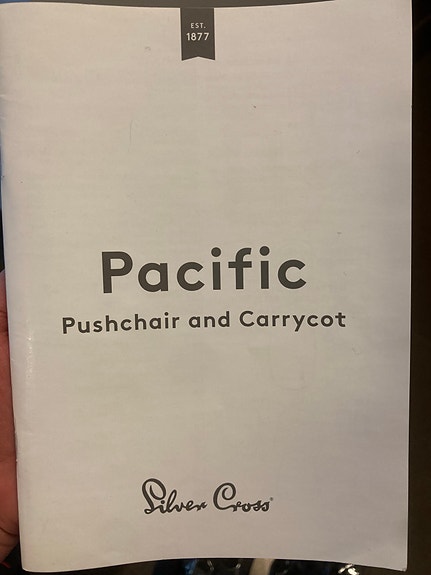 EST.
1877
Pacific
Pushchair and Carrycot
Silver Cross